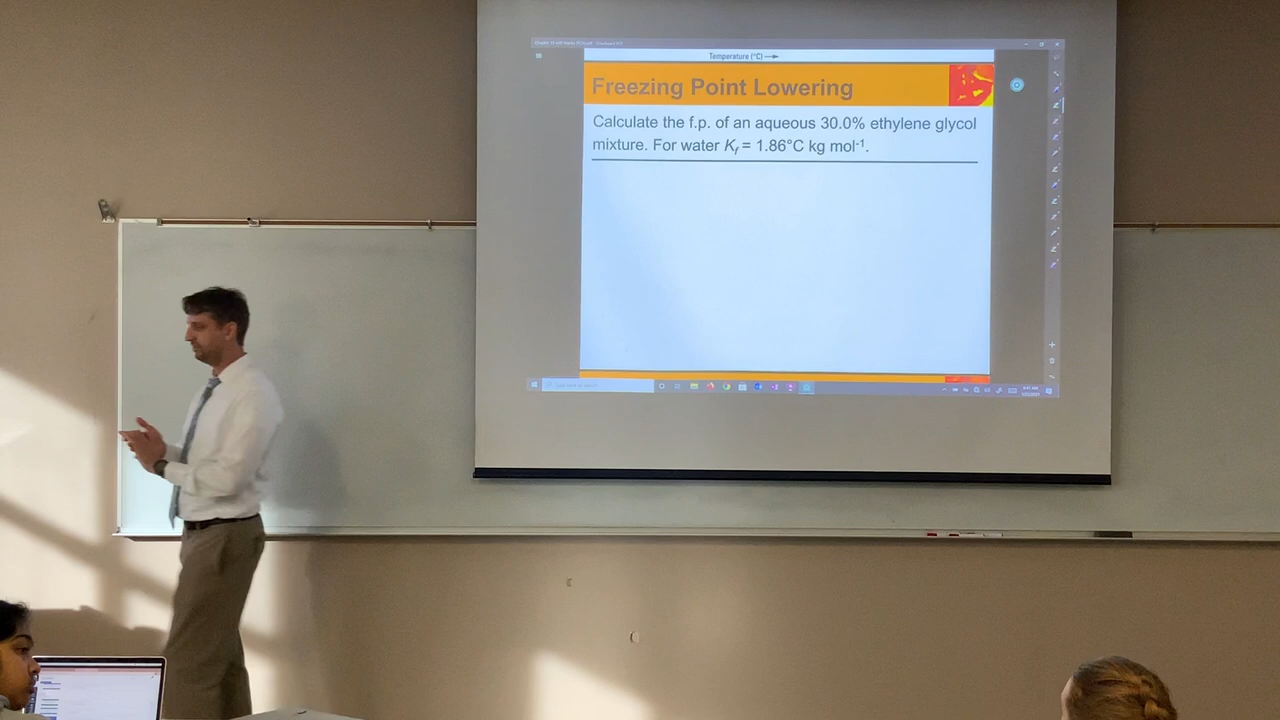 Temperature (°C) →
Freezing Point Lowering
Calculate the f.p. of an aqueous 30.0% ethylene glycol
mixture. For water Kf = 1.86°C kg mol-1.